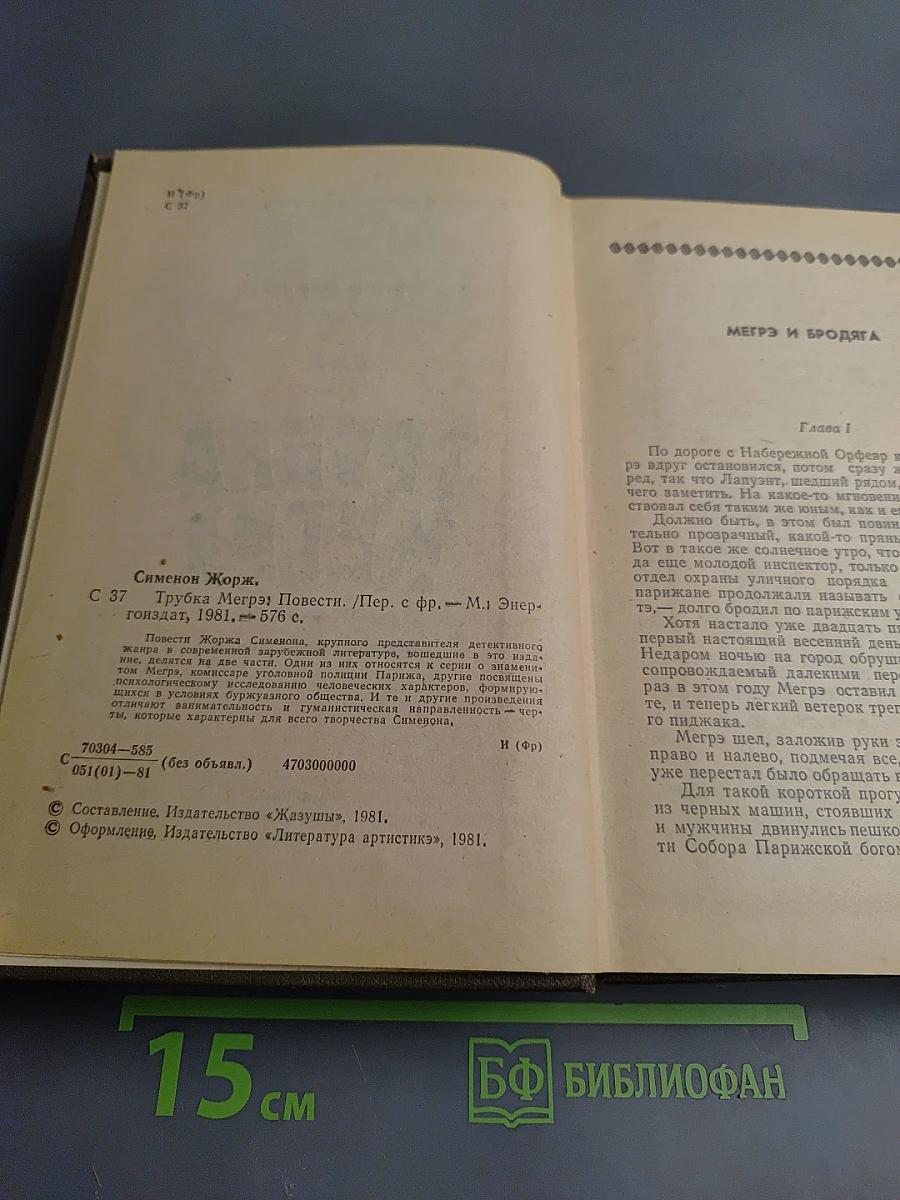 И (Фр)
С 37
Сименон Жорж.
С 37 Трубка Мегрэ: Повести. /Пер. с фр. — М.: Энер-
гоиздат, 1981. — 576 с.
Повести Жоржа Сименона, крупного представителя детективного
жанра в современной зарубежной литературе, вошедшие в это изда-
ние, делятся на две части. Одни из них относятся к серии о знамени-
том Мегрэ, комиссаре уголовной полиции Парижа, другие посвящены
психологическому исследованию человеческих характеров, формирую-
щихся в условиях буржуазного общества. И те и другие произведения
отличают занимательность и гуманистическая направленность — чер-
ты, которые характерны для всего творчества Сименона.
С 70304—585
051(01)—81 (без объявл.) 4703000000
И (Фр)
© Составление. Издательство «Жазушы», 1981.
© Оформление. Издательство «Литература артистикэ», 1981.
МЕГРЭ И БРОДЯГА
Глава I
По дороге с Набережной Орфевр к
рэ вдруг остановился, потом сразу ж
ред, так что Лапуэнт, шедший рядом,
чего заметить. На какое-то мгновени
ствовал себя таким же юным, как и е
Должно быть, в этом был повин
тельно прозрачный, какой-то прян
Вот в такое же солнечное утро, что
да еще молодой инспектор, только
отдел охраны уличного порядка
парижане продолжали называть
тэ,— долго бродил по парижским у
Хотя настало уже двадцать пя
первый настоящий весенний день
Недаром ночью на город обруш
сопровождаемый далекими пер
раз в этом году Мегрэ оставил
те, и теперь легкий ветерок треп
го пиджака.
Мегрэ шел, заложив руки з
право и налево, подмечая все,
уже перестал было обращать в
Для такой короткой прогу
из черных машин, стоявших
и мужчины двинулись пешко
ти Собора Парижской богом
15 см
БФ БИБЛИОФАН